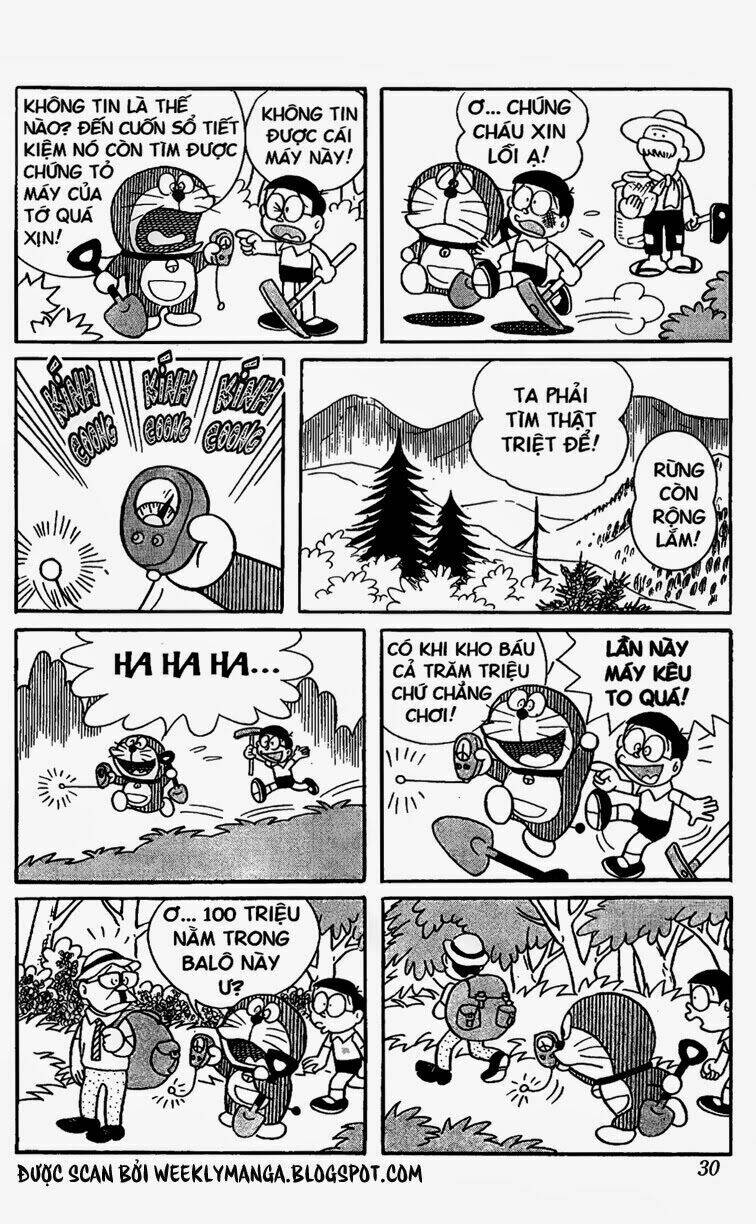 KHÔNG TIN LÀ THẾ
NÀO? ĐẾN CUỐN SỔ TIẾT
KIỆM NÓ CÒN TÌM ĐƯỢC
CHỨNG TỎ
MÁY CỦA
TỚ QUÁ
XỊN!
KHÔNG TIN
ĐƯỢC CÁI
MÁY NÀY!
Ơ... CHÚNG
CHÁU XIN
LỖI Ạ!
KÍNH
COONG
KÍNH
COONG
KÍNH
COONG
TA PHẢI
TÌM THẬT
TRIỆT ĐỂ!
RỪNG
CÒN
RỘNG
LẮM!
HA HA HA...
CÓ KHI KHO BÁU
CẢ TRĂM TRIỆU
CHỨ CHẲNG
CHƠI!
LẦN NÀY
MÁY KÊU
TO QUÁ!
Ơ... 100 TRIỆU
NẰM TRONG
BALÔ NÀY
Ư?
ĐƯỢC SCAN BỞI WEEKLYMANGA.BLOGSPOT.COM
30